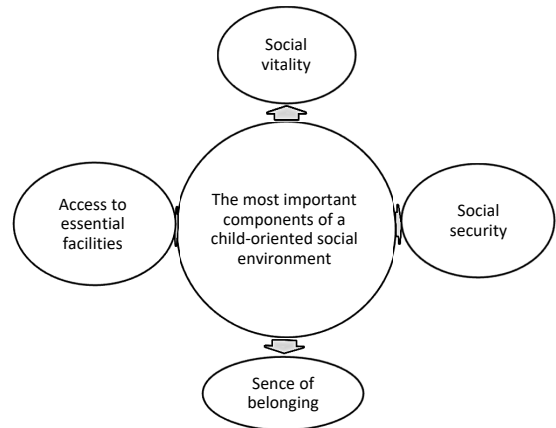 Social
vitality
Access to
essential
facilities
The most important
components of a
child-oriented social
environment
Social
security
Sence of
belonging